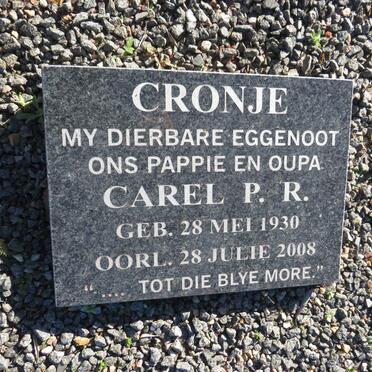 CRONJE
MY DIERBARE EGGENOOT
ONS PAPPIE EN OUPA
CAREL P. R.
GEB. 28 MEI 1930
OORL. 28 JULIE 2008
“.... TOT DIE BLYE MORE.”